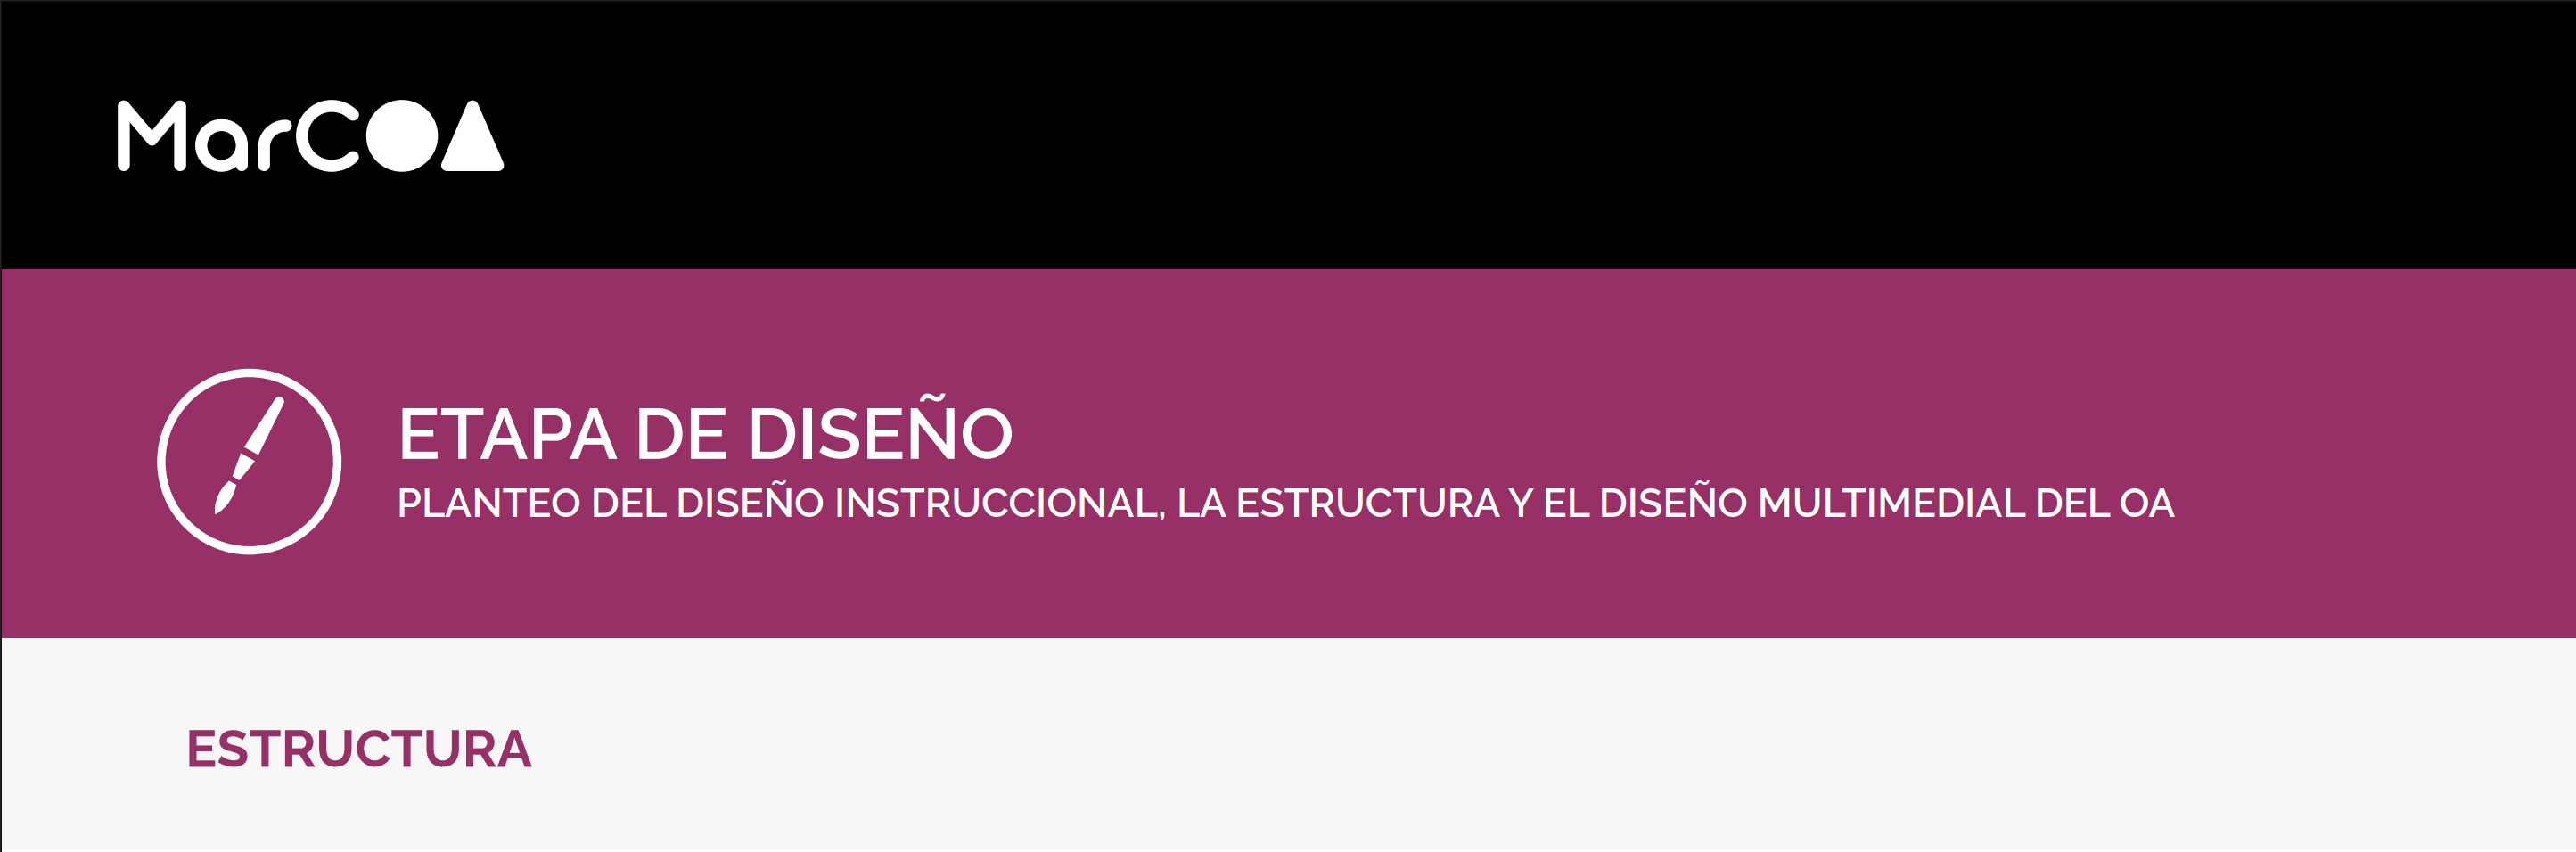 MarCOA
ETAPA DE DISEÑO
PLANTEO DEL DISEÑO INSTRUCCIONAL, LA ESTRUCTURA Y EL DISEÑO MULTIMEDIAL DEL OA
ESTRUCTURA